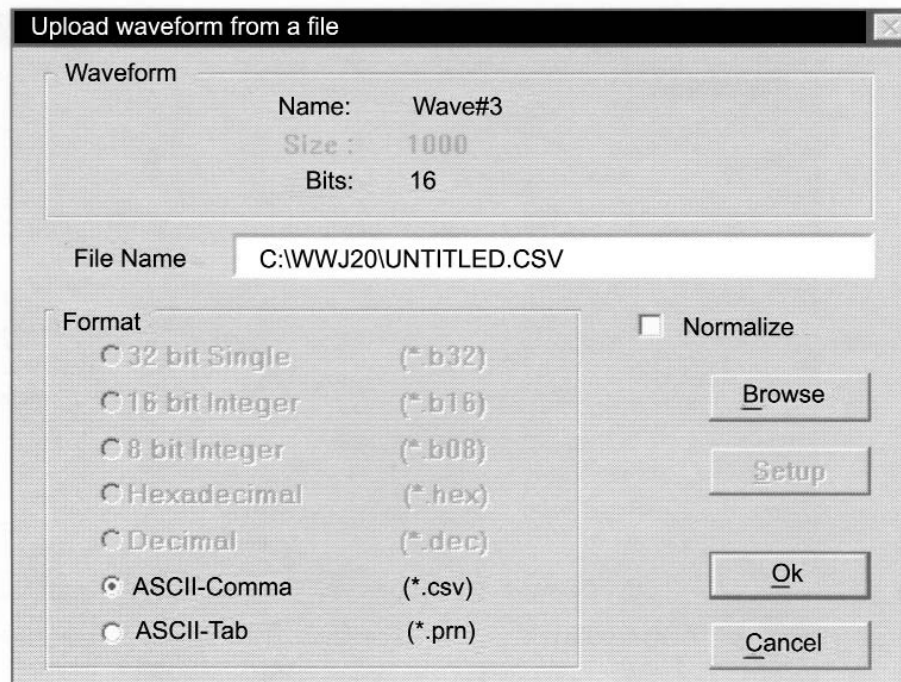 Upload waveform from a file
Waveform
Name: Wave#3
Size : 1000
Bits: 16
File Name C:\WWJ20\UNTITLED.CSV
Format
32 bit Single (*.b32)
16 bit Integer (*.b16)
8 bit Integer (*.b08)
Hexadecimal (*.hex)
Decimal (*.dec)
ASCII-Comma (*.csv)
ASCII-Tab (*.prn)
Normalize
Browse
Setup
Ok
Cancel